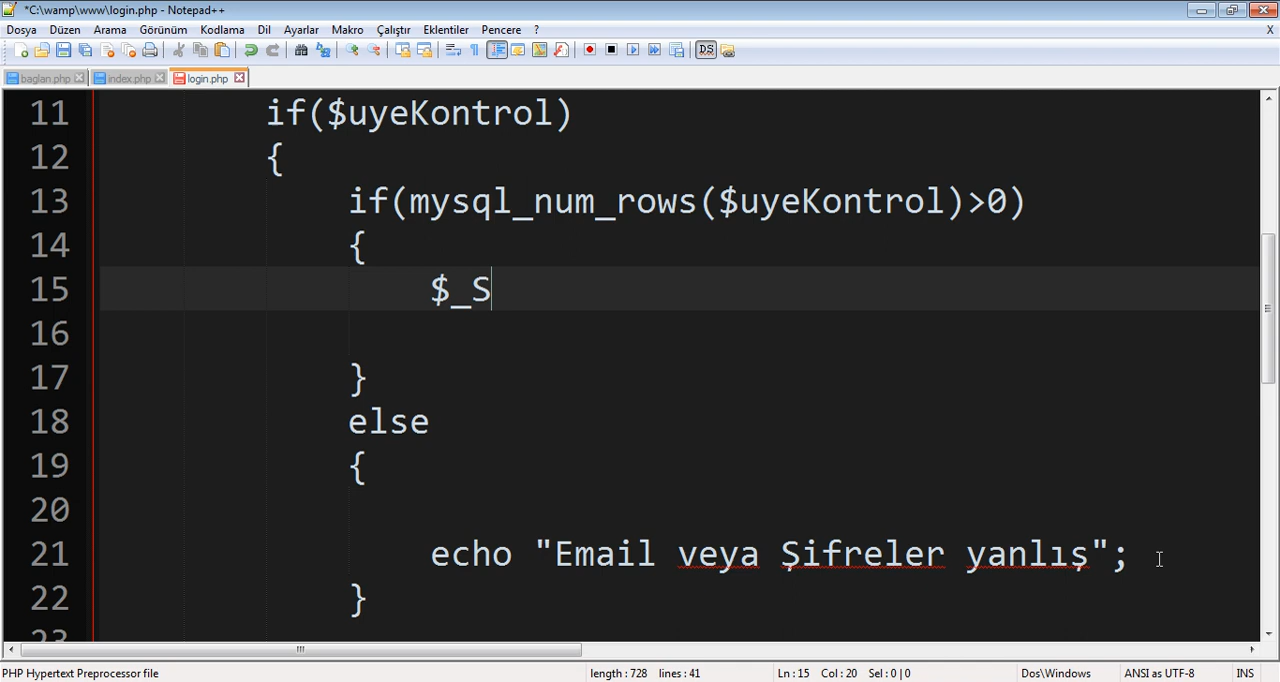 *C:\wamp\www\login.php - Notepad++
Dosya Düzen Arama Görünüm Kodlama Dil Ayarlar Makro Çalıştır Eklentiler Pencere ? X
baglan.php index.php login.php
11 if($uyeKontrol)
12 {
13 if(mysql_num_rows($uyeKontrol)>0)
14 {
15 $_S
16
17 }
18 else
19 {
20
21 echo "Email veya Şifreler yanlış";
22 }
23
PHP Hypertext Preprocessor file length : 728 lines : 41 Ln : 15 Col : 20 Sel : 0 | 0 Dos\Windows ANSI as UTF-8 INS